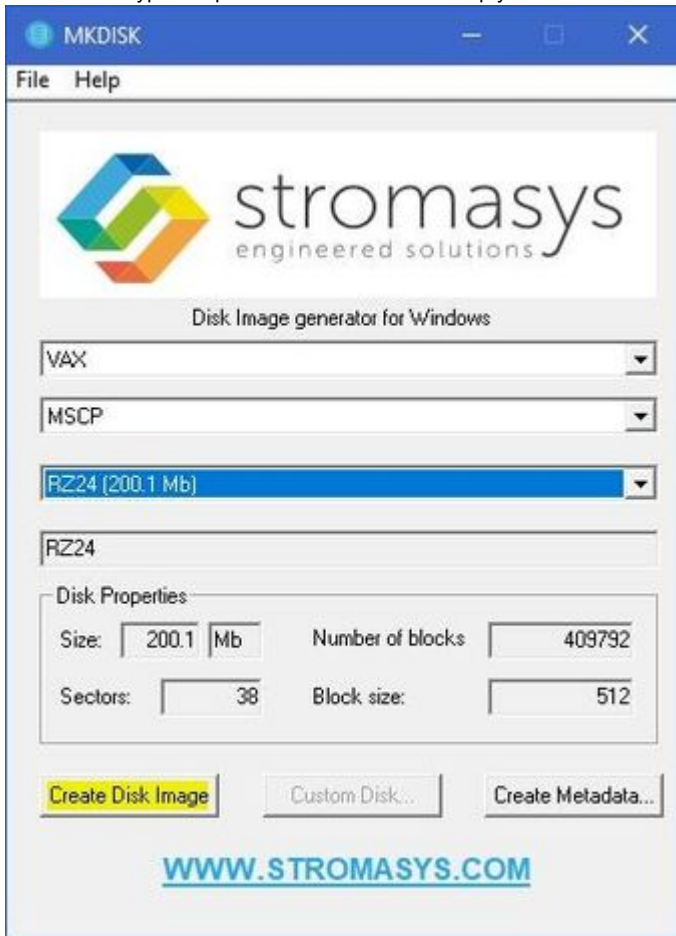 MKDISK
File Help
stromasys
engineered solutions
Disk Image generator for Windows
VAX
MSCP
RZ24 (200.1 Mb)
RZ24
Disk Properties
Size: 200.1 Mb Number of blocks 409792
Sectors: 38 Block size: 512
Create Disk Image Custom Disk... Create Metadata...
WWW.STROMASYS.COM